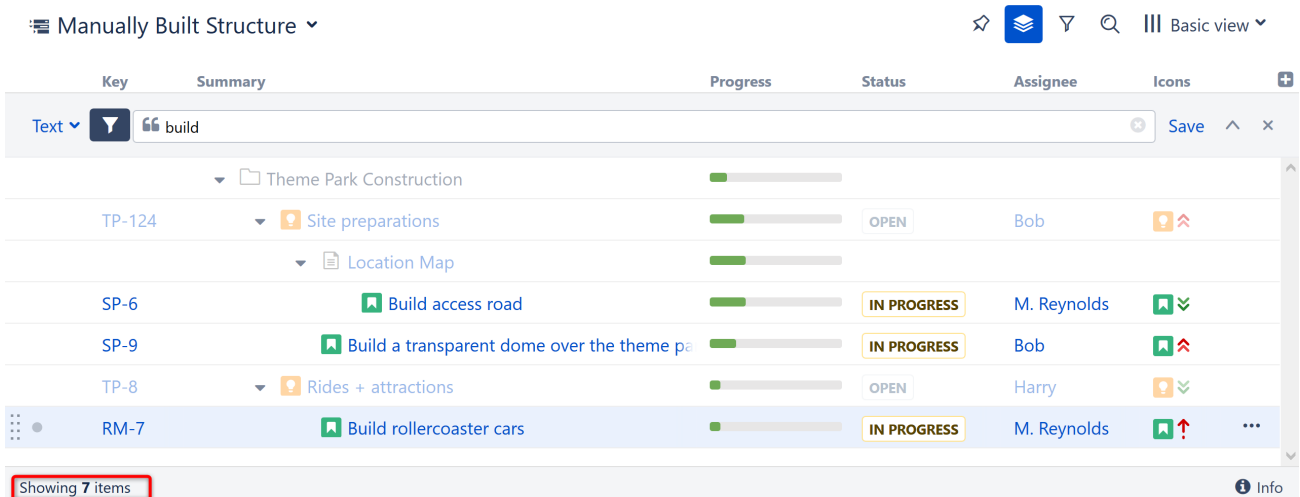 Manually Built Structure
Basic view
Key Summary Progress Status Assignee Icons
Text build Save
Theme Park Construction
TP-124 Site preparations OPEN Bob
Location Map
SP-6 Build access road IN PROGRESS M. Reynolds
SP-9 Build a transparent dome over the theme pa IN PROGRESS Bob
TP-8 Rides + attractions OPEN Harry
RM-7 Build rollercoaster cars IN PROGRESS M. Reynolds
Showing 7 items
Info